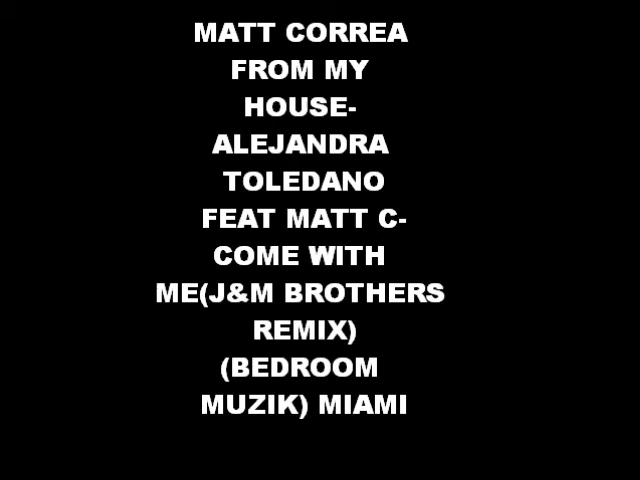 MATT CORREA
FROM MY
HOUSE-
ALEJANDRA
TOLEDANO
FEAT MATT C-
COME WITH
ME(J&M BROTHERS
REMIX)
(BEDROOM
MUZIK) MIAMI